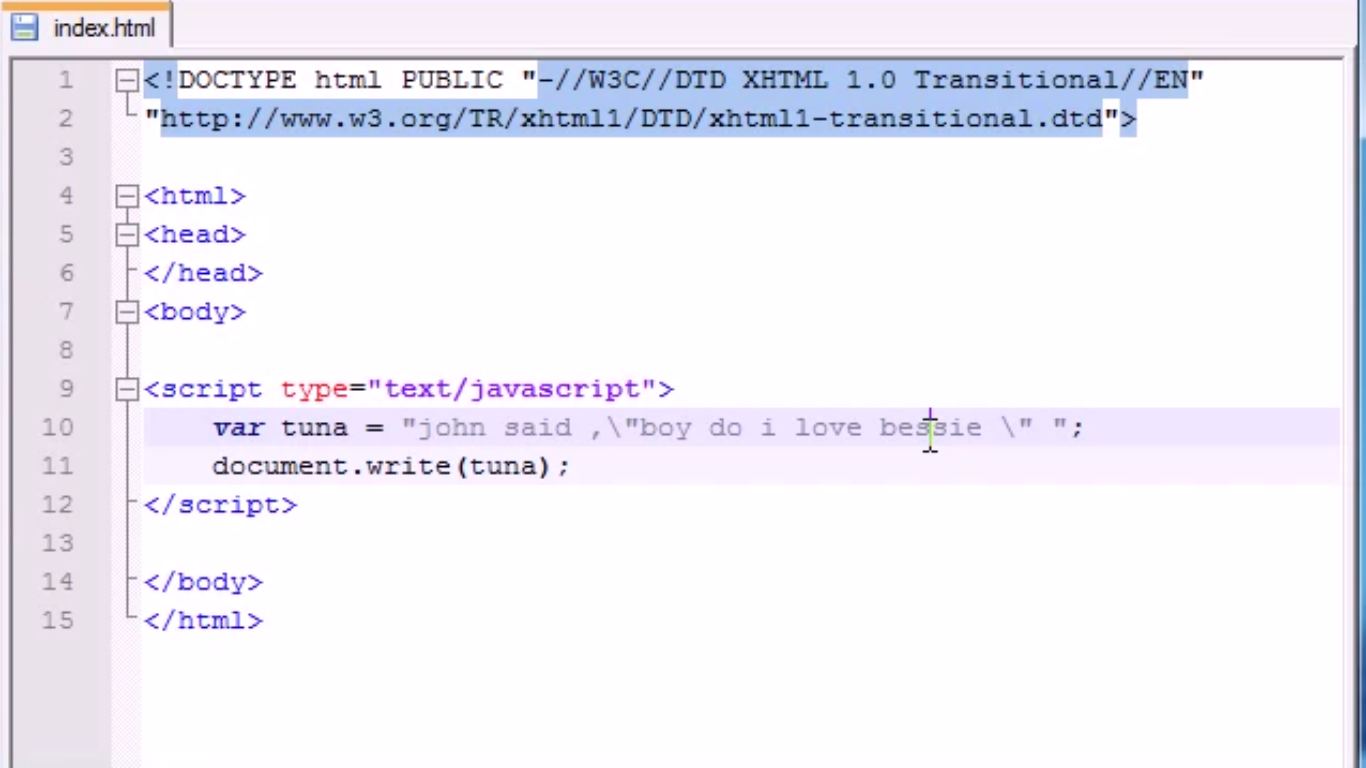 index.html
1 <!DOCTYPE html PUBLIC "-//W3C//DTD XHTML 1.0 Transitional//EN"
2 "http://www.w3.org/TR/xhtml1/DTD/xhtml1-transitional.dtd">
3
4 <html>
5 <head>
6 </head>
7 <body>
8
9 <script type="text/javascript">
10 var tuna = "john said ,\"boy do i love bessie \" ";
11 document.write(tuna);
12 </script>
13
14 </body>
15 </html>